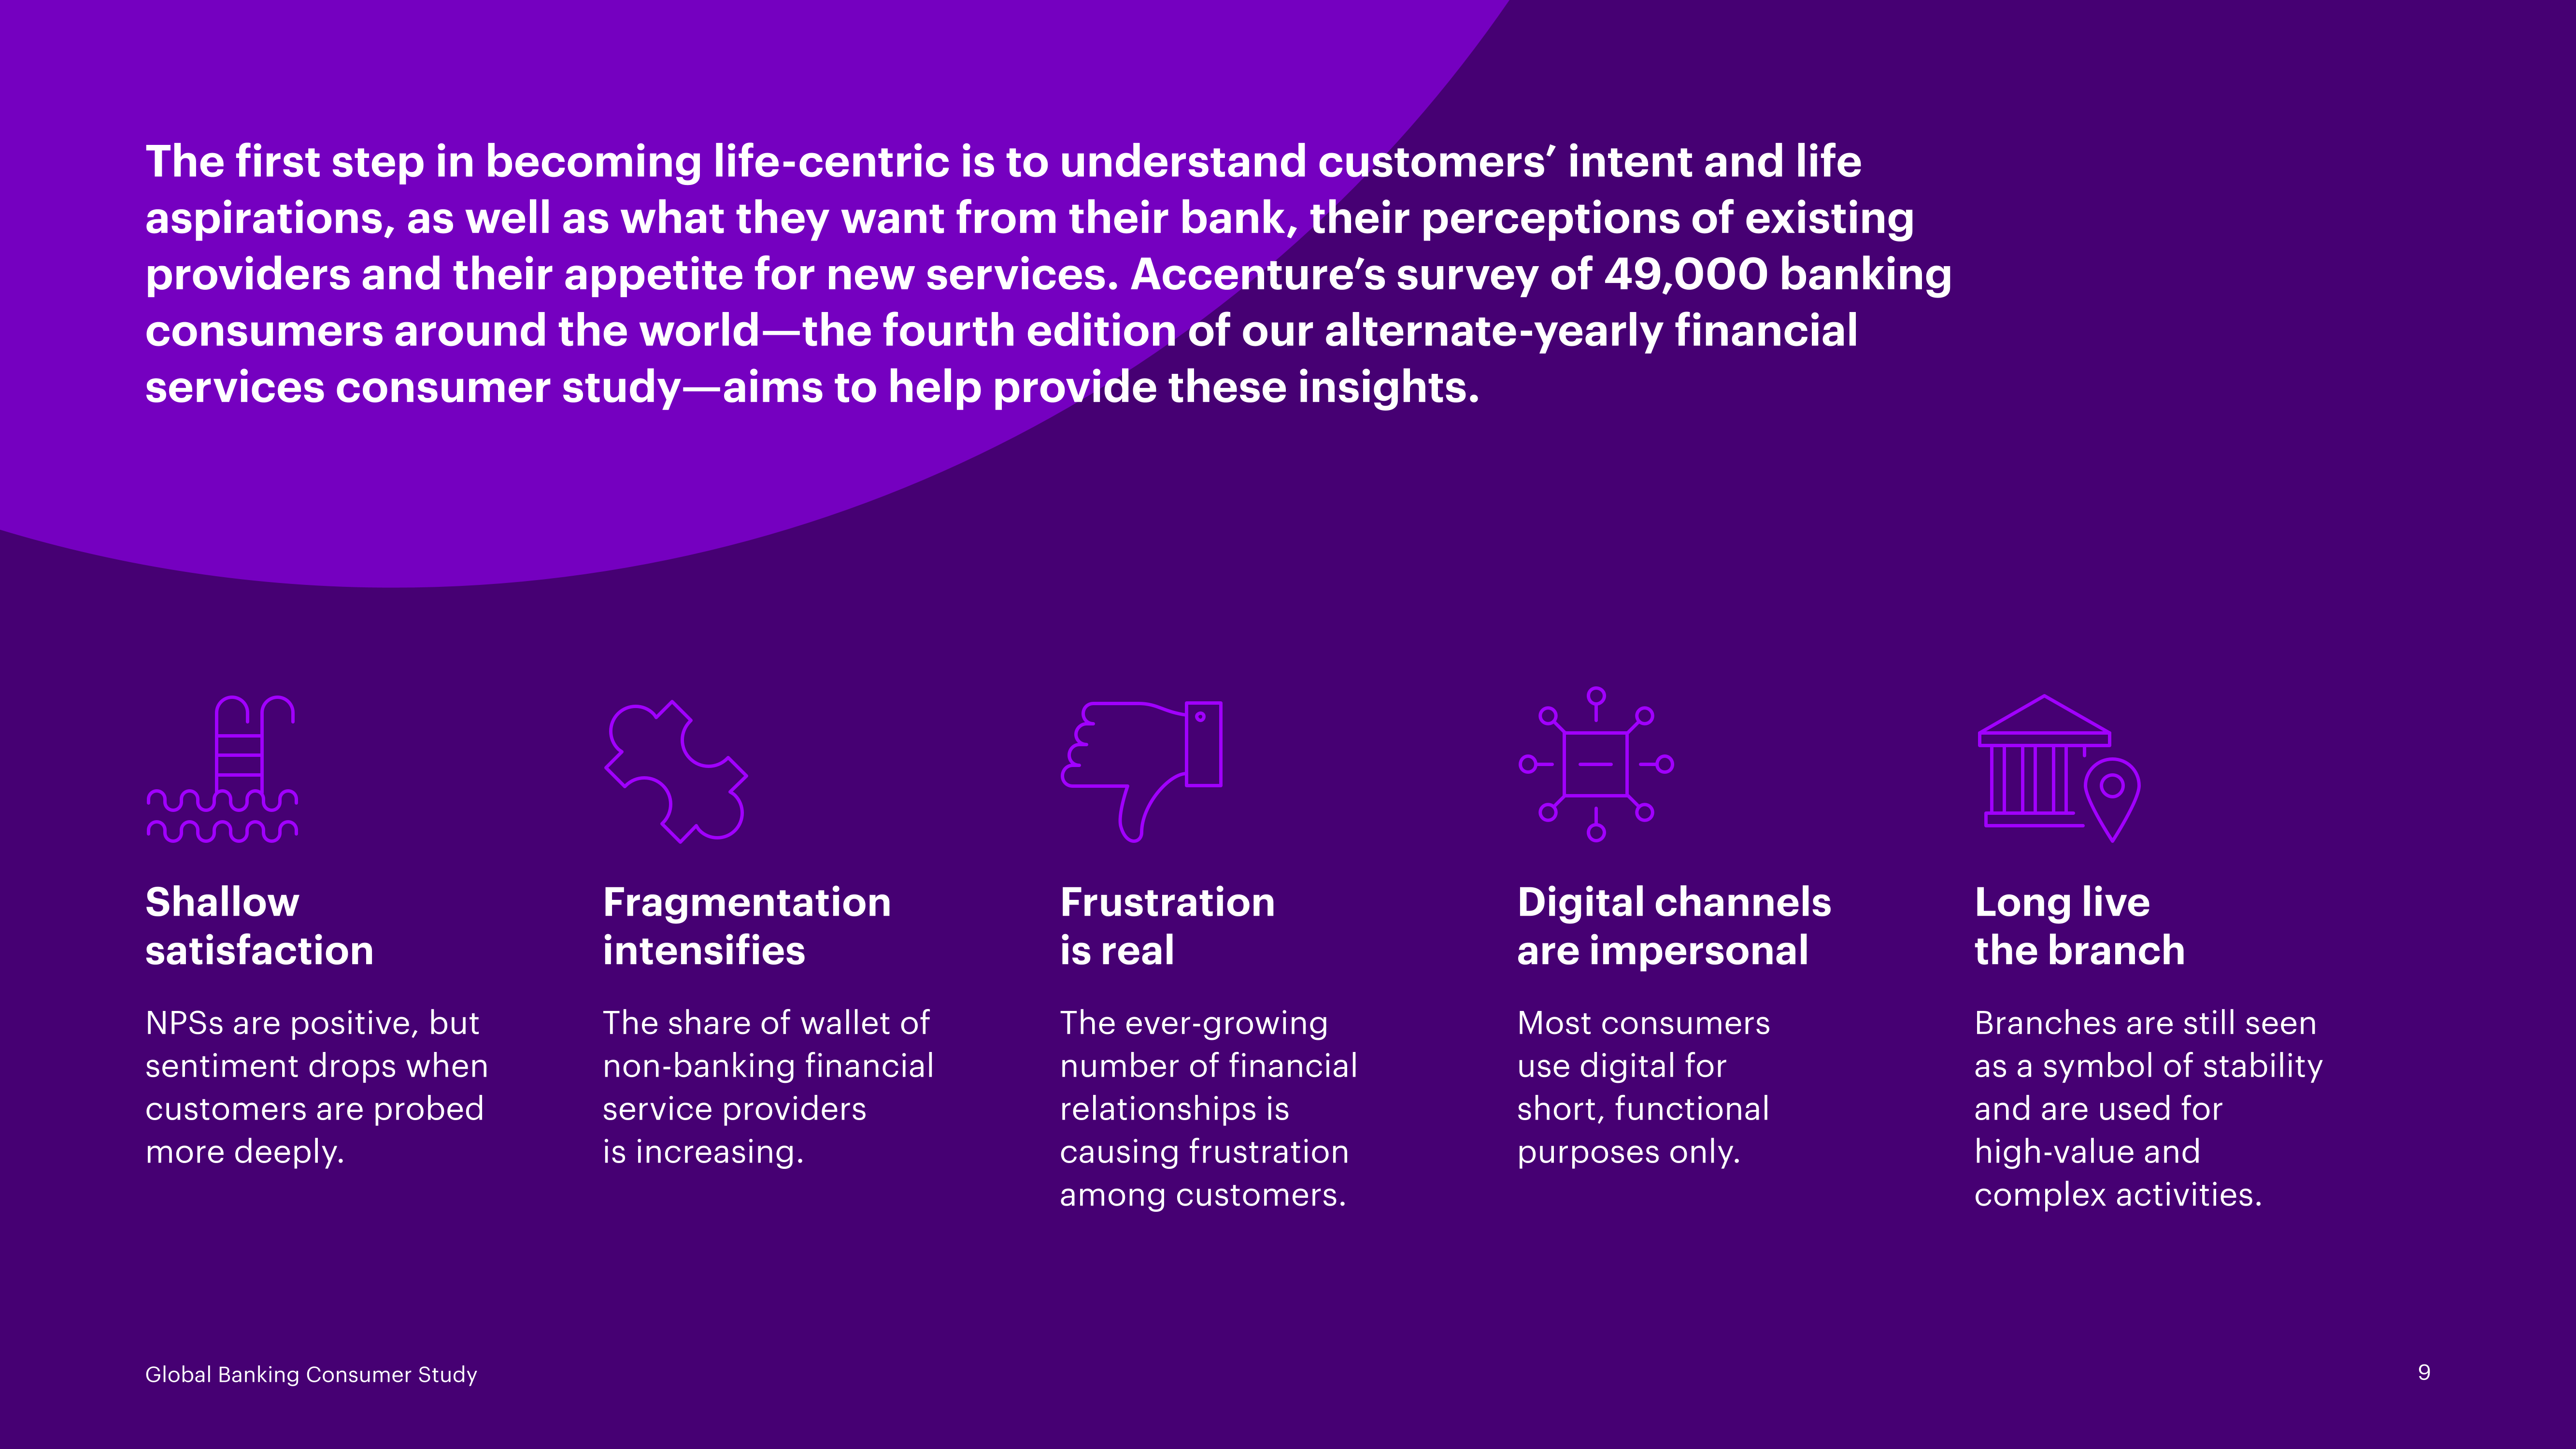 The first step in becoming life-centric is to understand customers’ intent and life
aspirations, as well as what they want from their bank, their perceptions of existing
providers and their appetite for new services. Accenture’s survey of 49,000 banking
consumers around the world—the fourth edition of our alternate-yearly financial
services consumer study—aims to help provide these insights.
Shallow
satisfaction
NPSs are positive, but
sentiment drops when
customers are probed
more deeply.
Fragmentation
intensifies
The share of wallet of
non-banking financial
service providers
is increasing.
Frustration
is real
The ever-growing
number of financial
relationships is
causing frustration
among customers.
Digital channels
are impersonal
Most consumers
use digital for
short, functional
purposes only.
Long live
the branch
Branches are still seen
as a symbol of stability
and are used for
high-value and
complex activities.
Global Banking Consumer Study
9